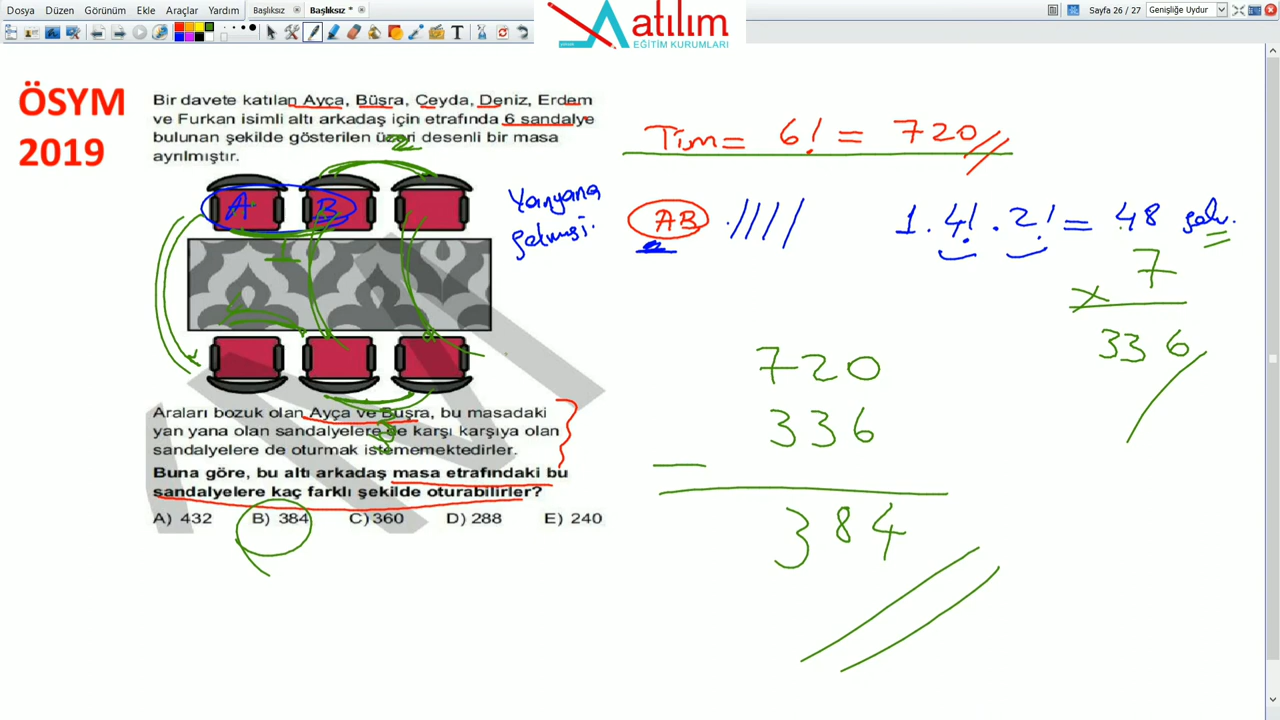 Dosya Düzen Görünüm Ekle Araçlar Yardım
Başlıksız
Başlıksız *
Sayfa 26 / 27
Genişliğe Uydur
atılım
EĞİTİM KURUMLARI
ÖSYM
2019
Bir davete katılan Ayça, Büşra, Ceyda, Deniz, Erdem
ve Furkan isimli altı arkadaş için etrafında 6 sandalye
bulunan şekilde gösterilen üzeri desenli bir masa
ayrılmıştır.
Tüm = 6! = 720
A B
Yanyana
gelmesi.
AB
1 . 4! . 2! = 48
7
x
336
1
2
3
720
336
384
Araları bozuk olan Ayça ve Büşra, bu masadaki
yan yana olan sandalyelere de karşı karşıya olan
sandalyelere de oturmak istememektedirler.
Buna göre, bu altı arkadaş masa etrafındaki bu
sandalyelere kaç farklı şekilde oturabilirler?
A) 432 B) 384 C) 360 D) 288 E) 240